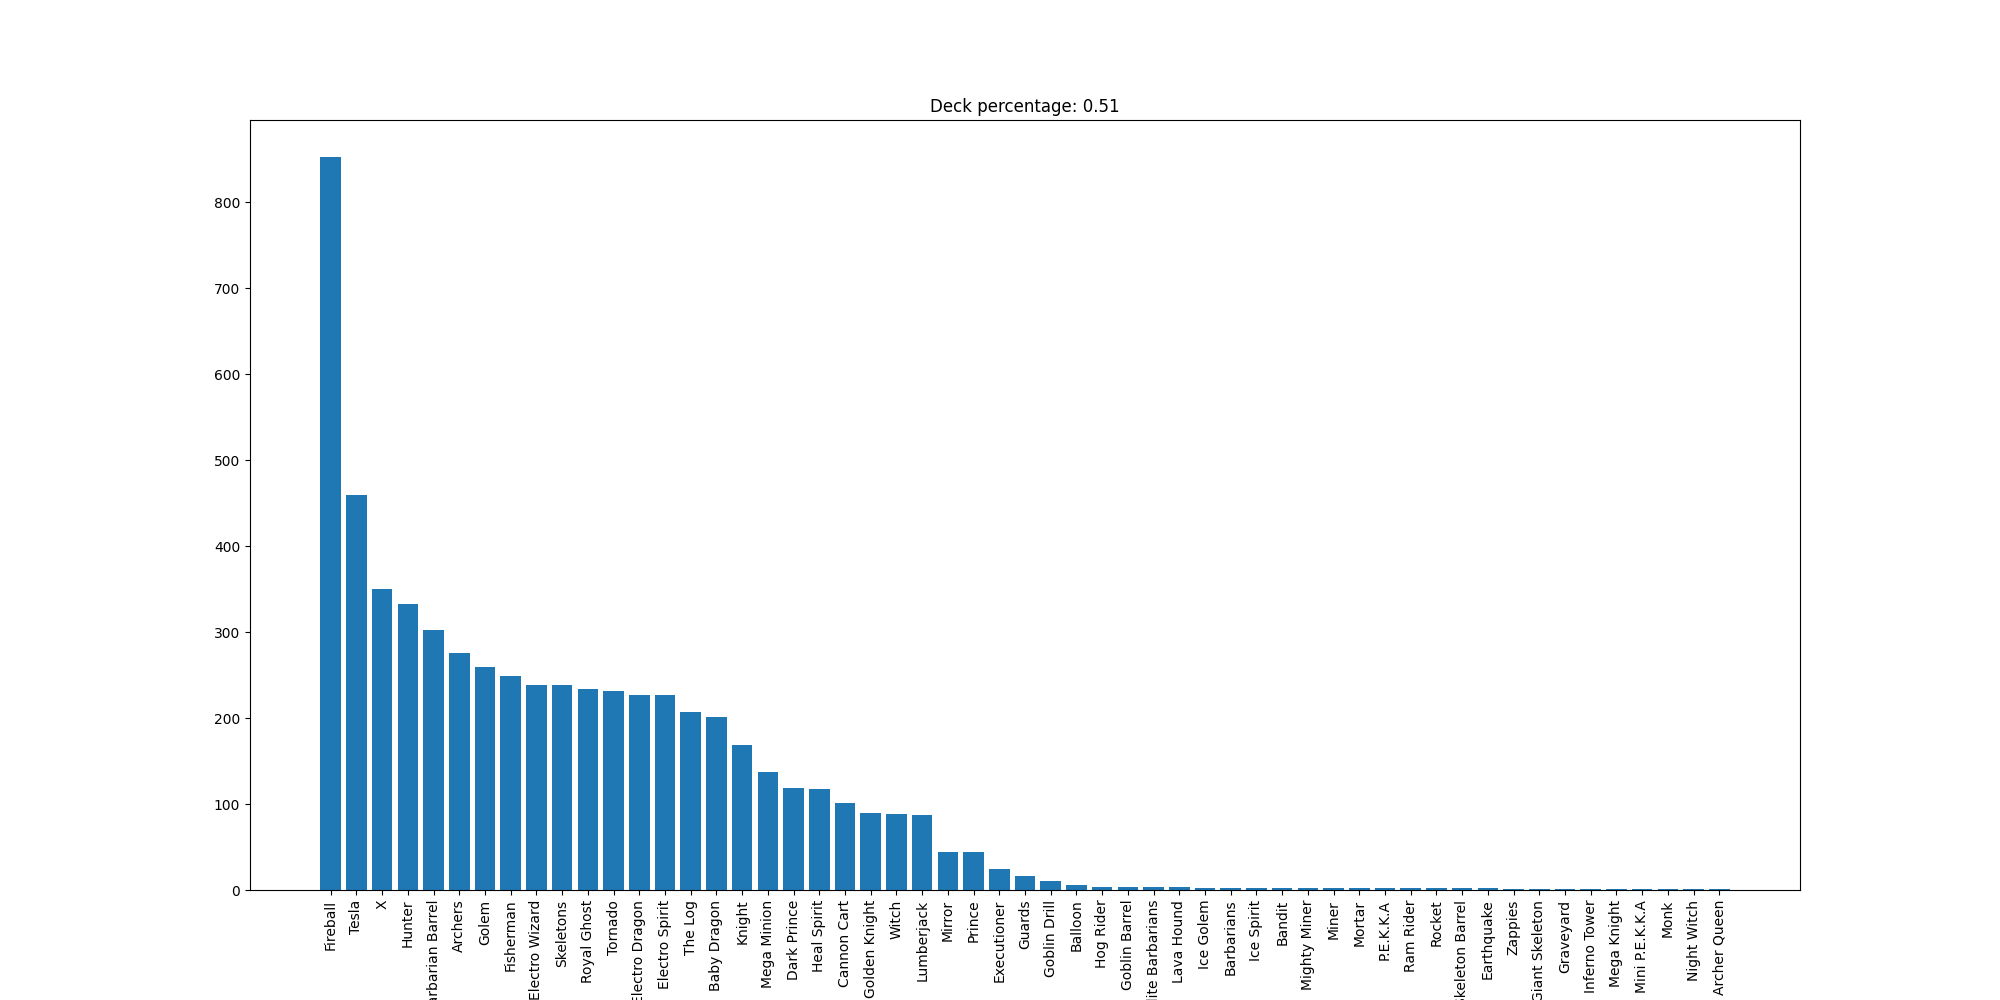 Deck percentage: 0.51
800
700
600
500
400
300
200
100
0
Fireball
Tesla
X
Hunter
arbarian Barrel
Archers
Golem
Fisherman
Electro Wizard
Skeletons
Royal Ghost
Tornado
Electro Dragon
Electro Spirit
The Log
Baby Dragon
Knight
Mega Minion
Dark Prince
Heal Spirit
Cannon Cart
Golden Knight
Witch
Lumberjack
Mirror
Prince
Executioner
Guards
Goblin Drill
Balloon
Hog Rider
Goblin Barrel
ite Barbarians
Lava Hound
Ice Golem
Barbarians
Ice Spirit
Bandit
Mighty Miner
Miner
Mortar
P.E.K.K.A
Ram Rider
Rocket
keleton Barrel
Earthquake
Zappies
Giant Skeleton
Graveyard
Inferno Tower
Mega Knight
Mini P.E.K.K.A
Monk
Night Witch
Archer Queen